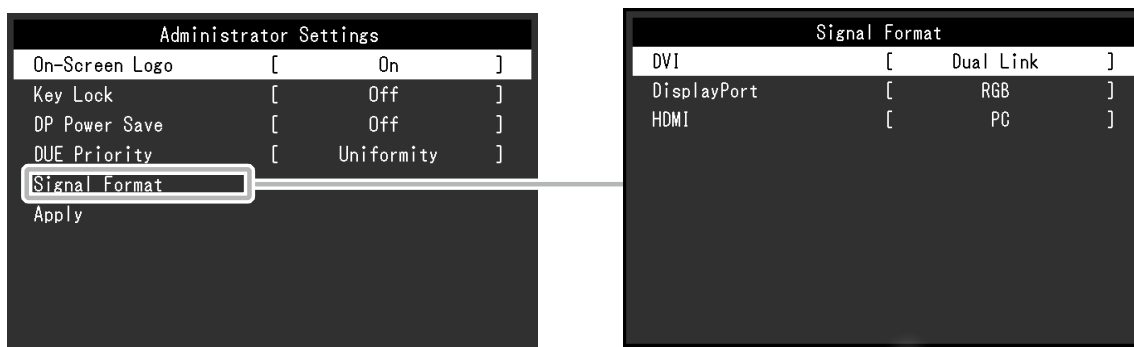 Administrator Settings
On-Screen Logo [ On ]
Key Lock [ Off ]
DP Power Save [ Off ]
DUE Priority [ Uniformity ]
Signal Format
Apply
Signal Format
DVI [ Dual Link ]
DisplayPort [ RGB ]
HDMI [ PC ]